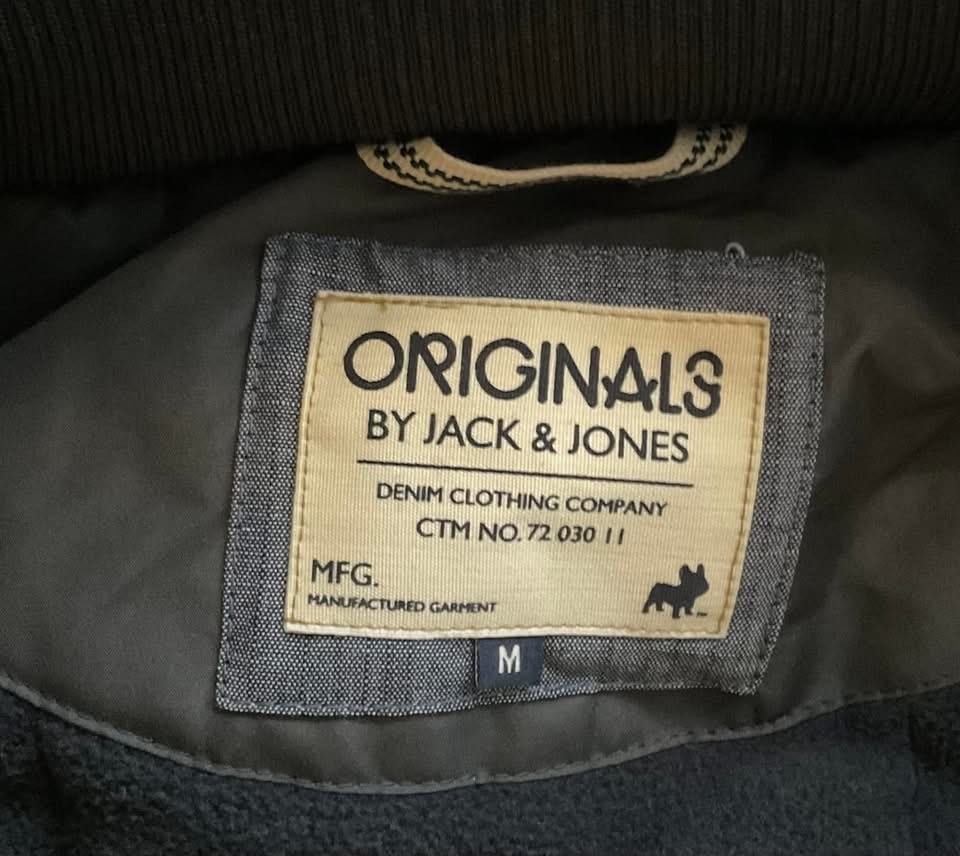 ORIGINALS
BY JACK & JONES
DENIM CLOTHING COMPANY
CTM NO. 72 030 11
MFG.
MANUFACTURED GARMENT
M